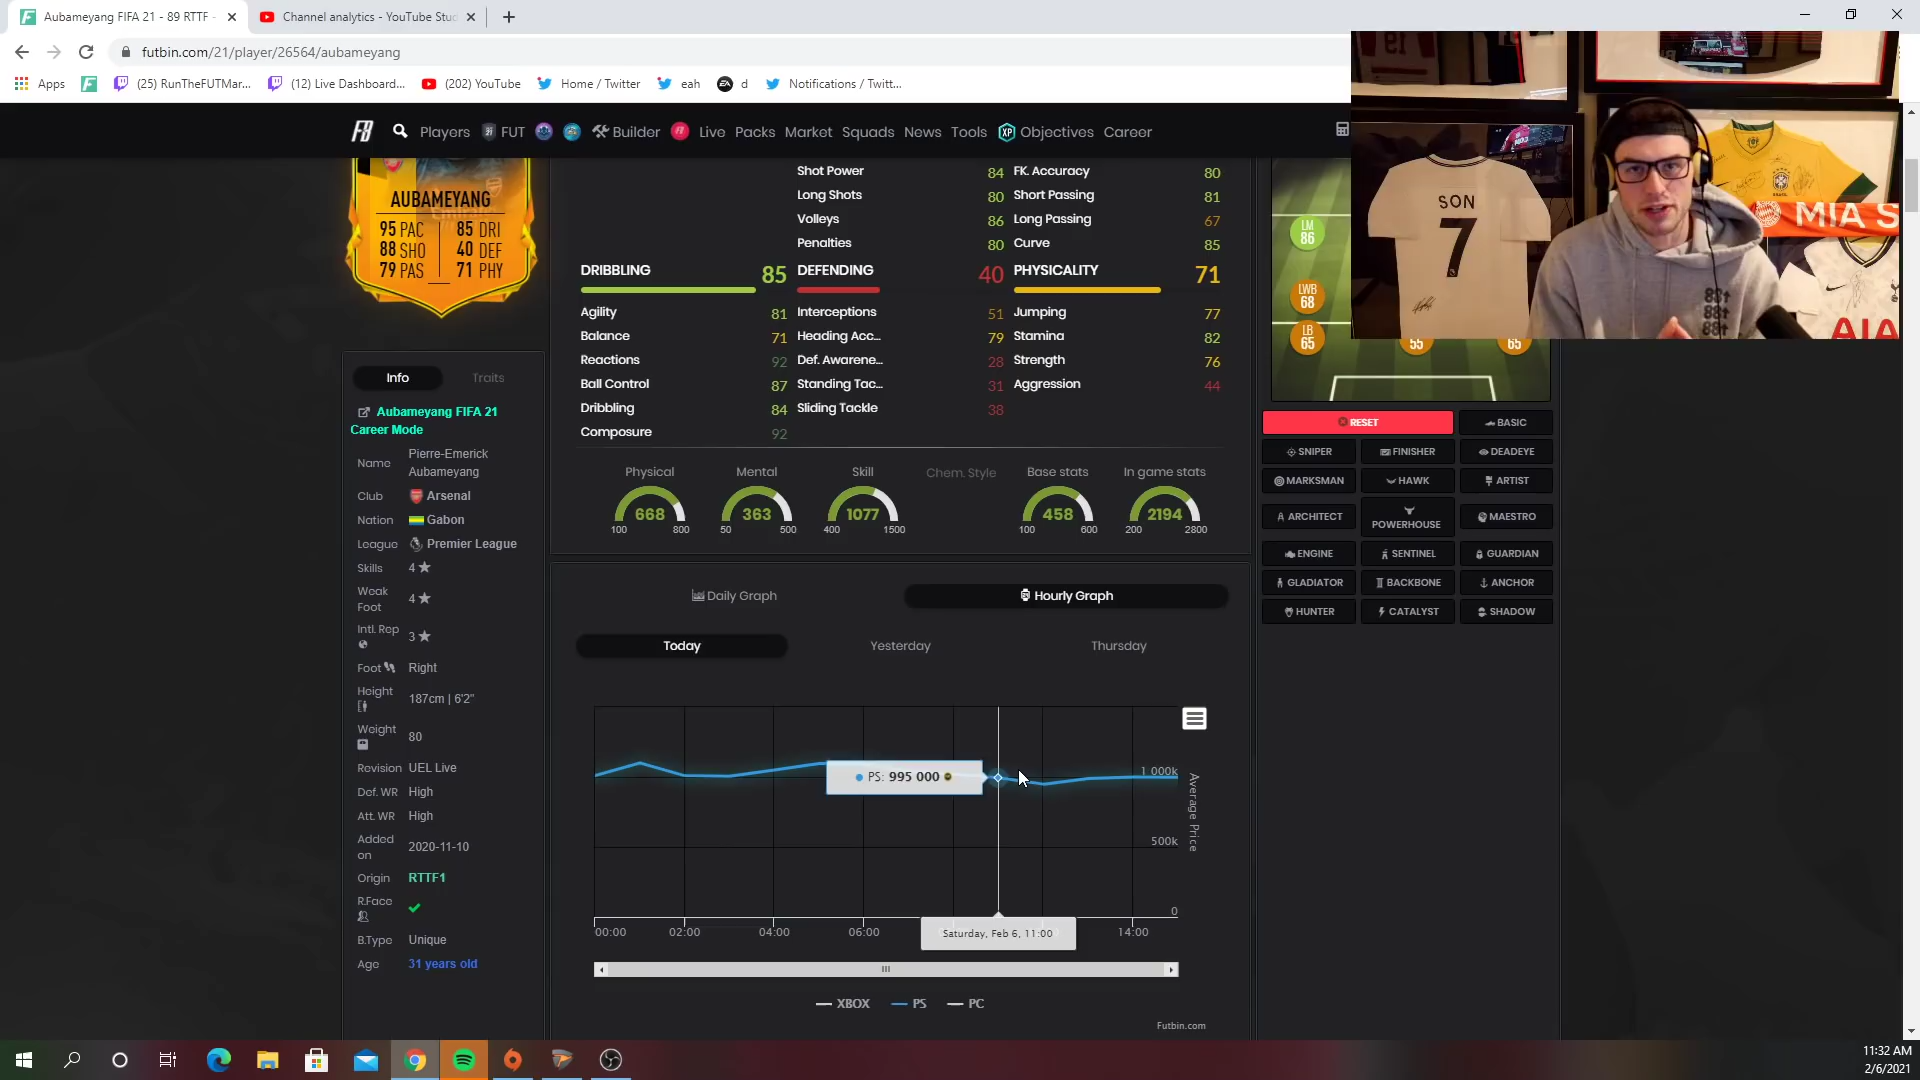 Aubameyang FIFA 21 - 89 RTTF -
Channel analytics - YouTube Stud
futbin.com/21/player/26564/aubameyang
Apps
(25) RunTheFUTMar...
(12) Live Dashboard...
(202) YouTube
Home / Twitter
eah
d
Notifications / Twitt...
Players
FUT
Builder
Live
Packs
Market
Squads
News
Tools
XP
Objectives
Career
AUBAMEYANG
95 PAC 85 DRI
88 SHO 40 DEF
79 PAS 71 PHY
Shot Power 84 FK. Accuracy 80
Long Shots 80 Short Passing 81
Volleys 86 Long Passing 67
Penalties 80 Curve 85
DRIBBLING 85 DEFENDING 40 PHYSICALITY 71
Agility 81 Interceptions 51 Jumping 77
Balance 71 Heading Acc... 79 Stamina 82
Reactions 92 Def. Awarene... 28 Strength 76
Ball Control 87 Standing Tac... 31 Aggression 44
Dribbling 84 Sliding Tackle 38
Composure 92
Physical Mental Skill Chem. Style Base stats In game stats
668 363 1077 458 2194
100 800 50 500 400 1500 100 600 200 2800
LM
86
LWB
68
LB
65
55
65
SON
7
MIA S
AJA
RESET
BASIC
SNIPER FINISHER DEADEYE
MARKSMAN HAWK ARTIST
ARCHITECT POWERHOUSE MAESTRO
ENGINE SENTINEL GUARDIAN
GLADIATOR BACKBONE ANCHOR
HUNTER CATALYST SHADOW
Info Traits
Aubameyang FIFA 21
Career Mode
Name Pierre-Emerick
Aubameyang
Club Arsenal
Nation Gabon
League Premier League
Skills 4
Weak
Foot 4
Intl. Rep 3
Foot Right
Height 187cm | 6'2"
Weight 80
Revision UEL Live
Def. WR High
Att. WR High
Added
on 2020-11-10
Origin RTTF1
R.Face
B.Type Unique
Age 31 years old
Daily Graph Hourly Graph
Today Yesterday Thursday
PS: 995 000
1 000k
500k
0
Average Price
00:00 02:00 04:00 06:00 14:00
Saturday, Feb 6, 11:00
XBOX PS PC
Futbin.com
11:32 AM
2/6/2021